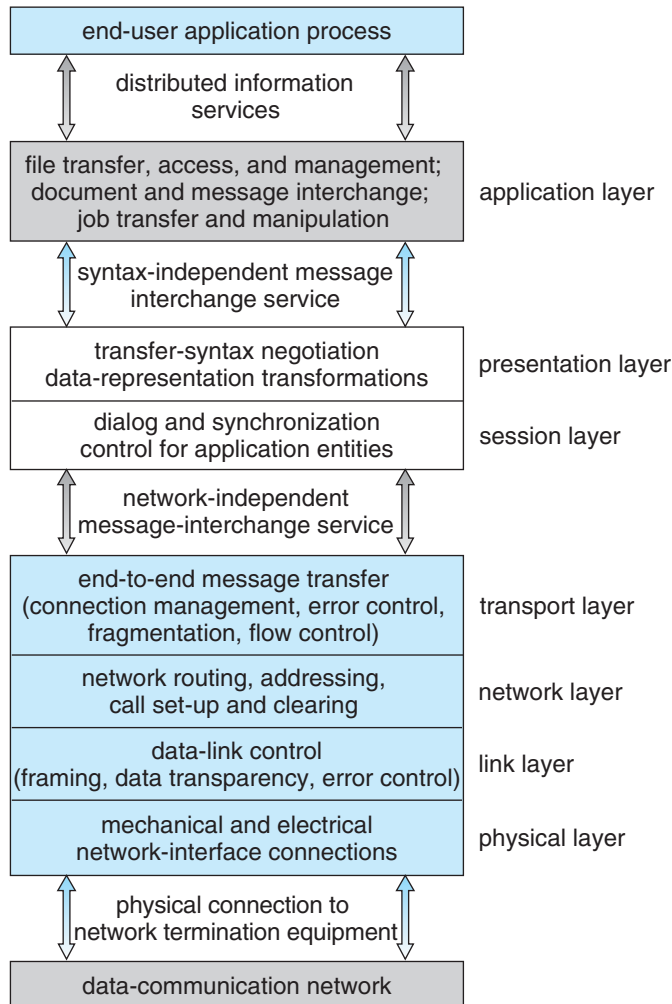 end-user application process
distributed information
services
file transfer, access, and management;
document and message interchange;
job transfer and manipulation
application layer
syntax-independent message
interchange service
transfer-syntax negotiation
data-representation transformations
presentation layer
dialog and synchronization
control for application entities
session layer
network-independent
message-interchange service
end-to-end message transfer
(connection management, error control,
fragmentation, flow control)
transport layer
network routing, addressing,
call set-up and clearing
network layer
data-link control
(framing, data transparency, error control)
link layer
mechanical and electrical
network-interface connections
physical layer
physical connection to
network termination equipment
data-communication network